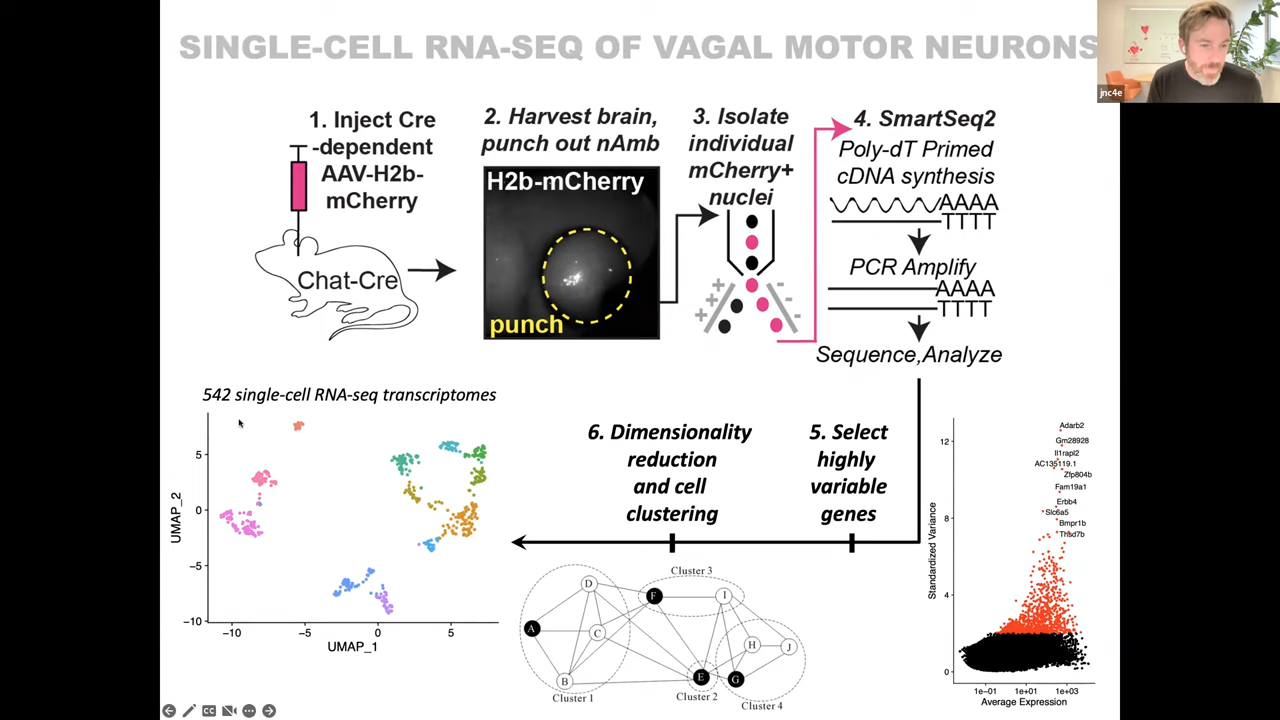 SINGLE-CELL RNA-SEQ OF VAGAL MOTOR NEURONS
jnc4e
1. Inject Cre
-dependent
AAV-H2b-
mCherry
Chat-Cre
2. Harvest brain,
punch out nAmb
H2b-mCherry
punch
3. Isolate
individual
mCherry+
nuclei
+
+
+
-
-
-
4. SmartSeq2
Poly-dT Primed
cDNA synthesis
AAAA
TTTT
PCR Amplify
AAAA
TTTT
Sequence,Analyze
542 single-cell RNA-seq transcriptomes
UMAP_2
5
0
−5
−10
−10
−5
0
5
UMAP_1
6. Dimensionality
reduction
and cell
clustering
5. Select
highly
variable
genes
Cluster 3
D
F
I
A
C
H
J
B
E
G
Cluster 1
Cluster 2
Cluster 4
Standardized Variance
12
8
4
0
Adarb2
Gm28928
Il1rapl2
AC135119.1
Zfp804b
Fam19a1
Erbb4
Slc6a5
Bmpr1b
Thsd7b
1e−01
1e+01
1e+03
Average Expression
CC